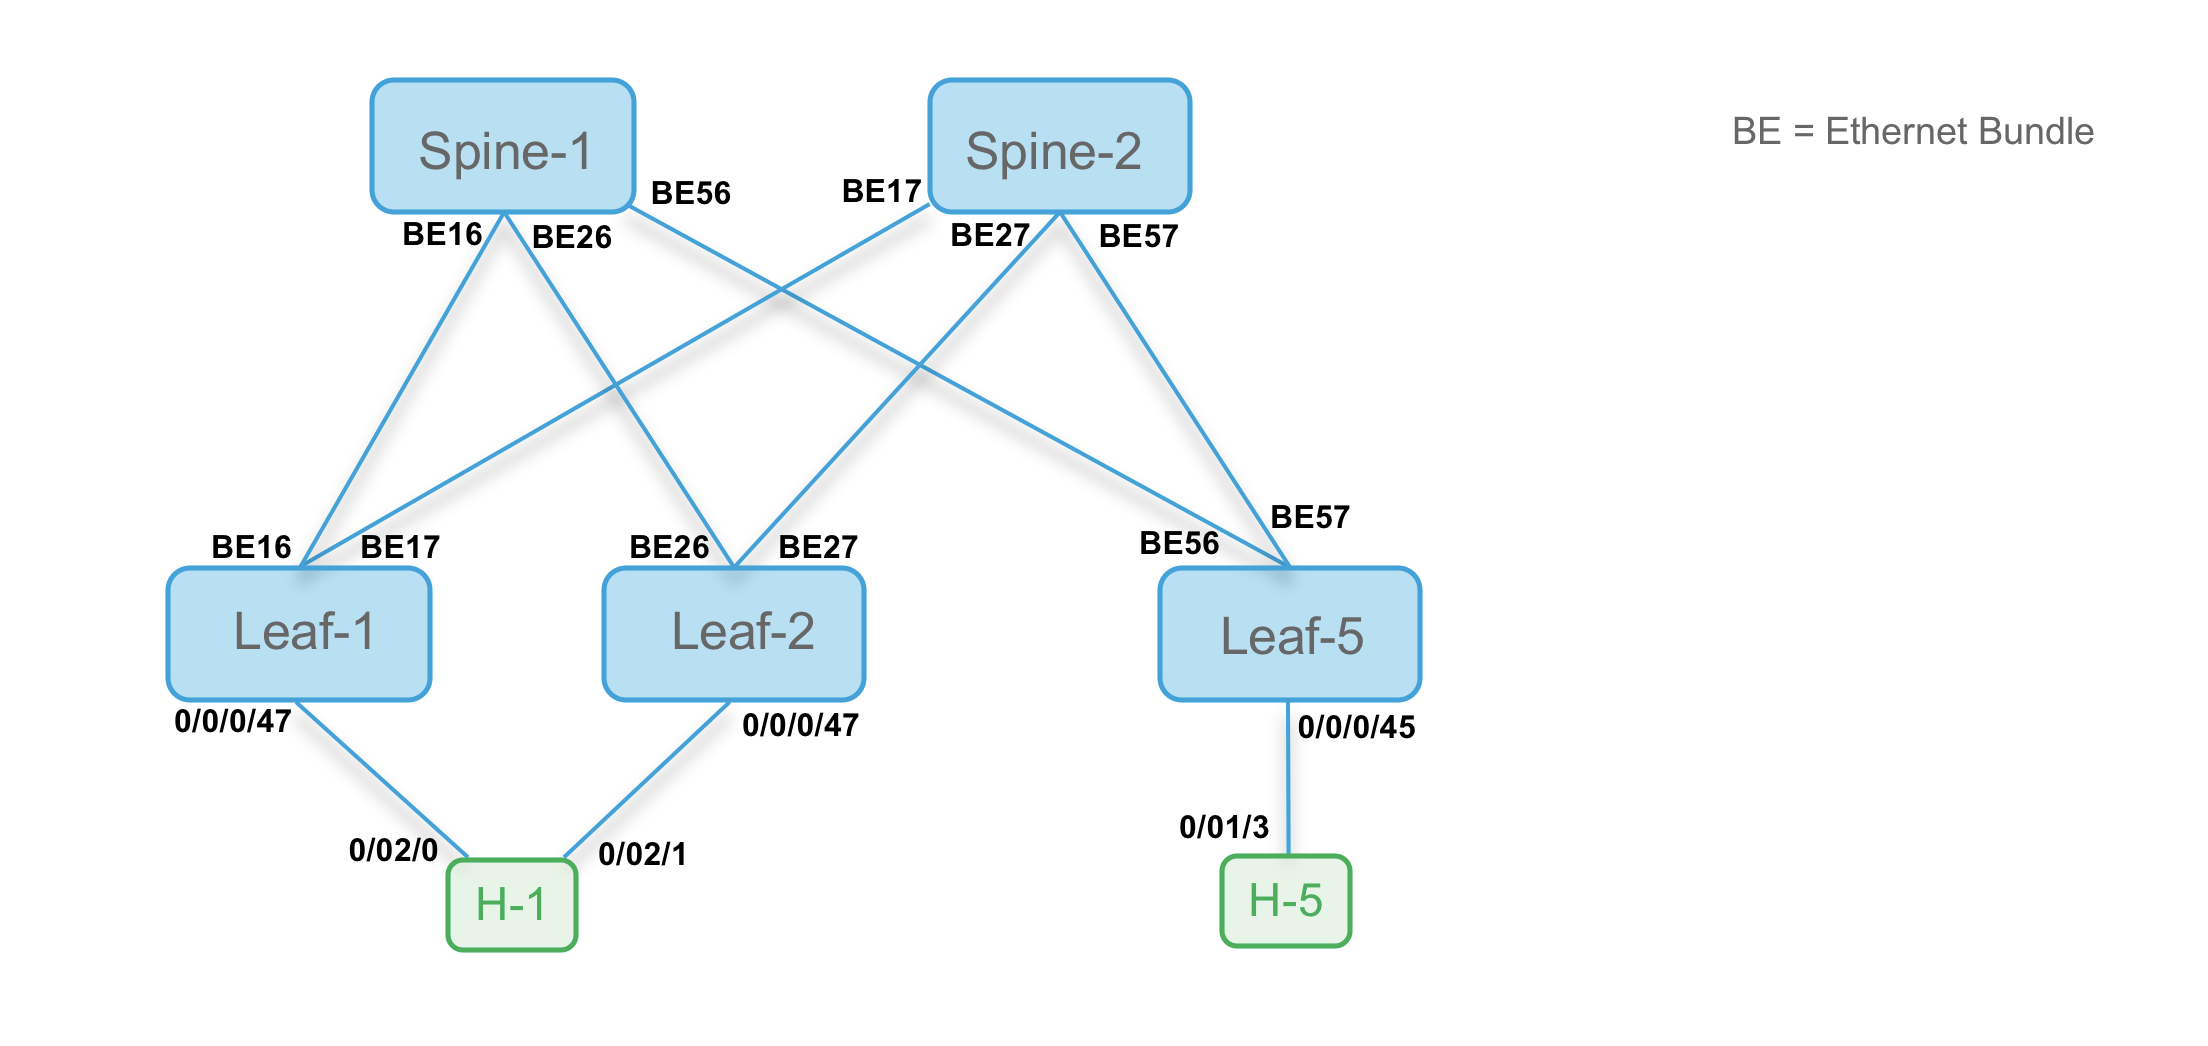 Spine-1
Spine-2
BE = Ethernet Bundle
BE56
BE17
BE16
BE26
BE27
BE57
BE16
BE17
BE26
BE27
BE56
BE57
Leaf-1
Leaf-2
Leaf-5
0/0/0/47
0/0/0/47
0/0/0/45
0/02/0
0/02/1
0/01/3
H-1
H-5